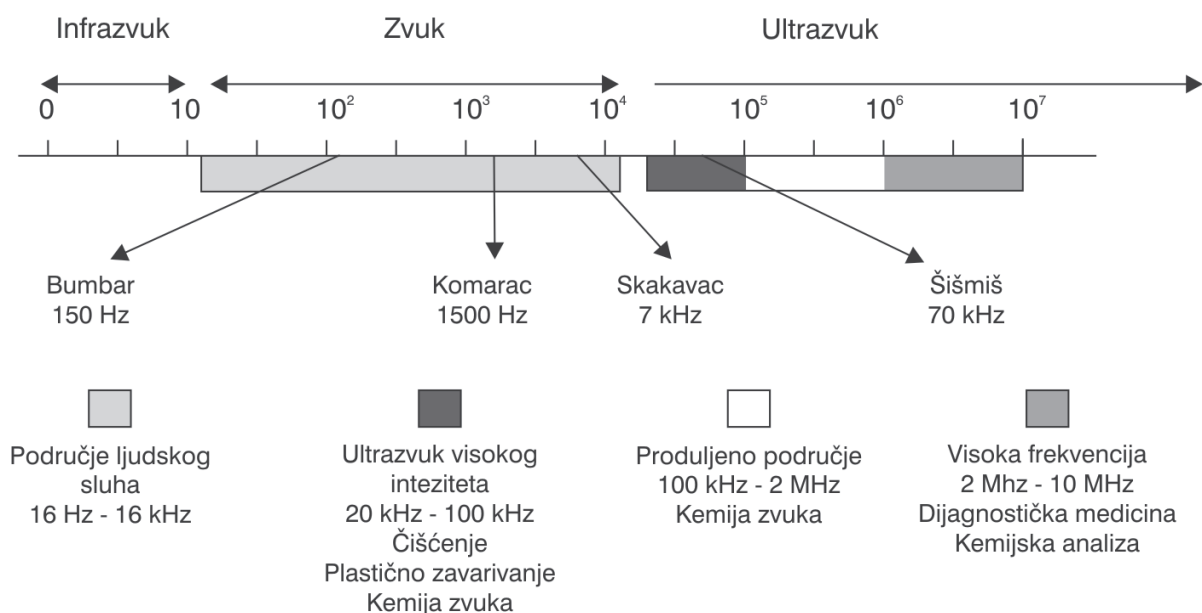 Infrazvuk Zvuk Ultrazvuk
0 10 10² 10³ 10⁴ 10⁵ 10⁶ 10⁷
Bumbar
150 Hz
Komarac
1500 Hz
Skakavac
7 kHz
Šišmiš
70 kHz
Područje ljudskog
sluha
16 Hz - 16 kHz
Ultrazvuk visokog
inteziteta
20 kHz - 100 kHz
Čišćenje
Plastično zavarivanje
Kemija zvuka
Produljeno područje
100 kHz - 2 MHz
Kemija zvuka
Visoka frekvencija
2 Mhz - 10 MHz
Dijagnostička medicina
Kemijska analiza